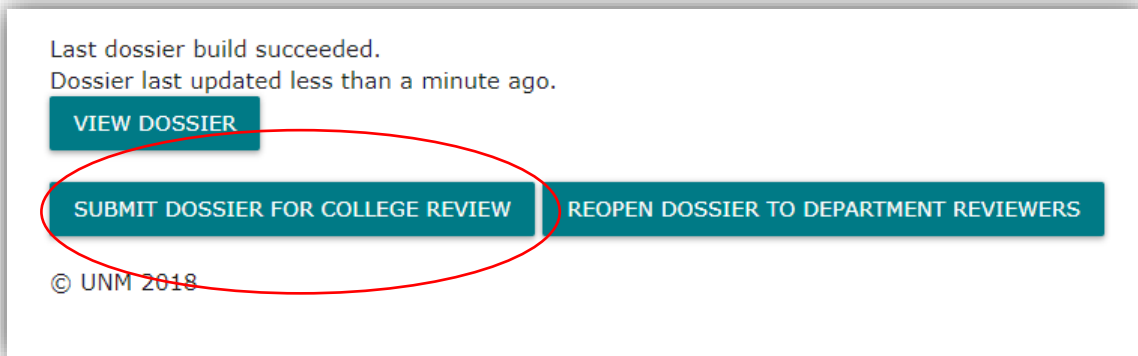 Last dossier build succeeded.
Dossier last updated less than a minute ago.
VIEW DOSSIER
SUBMIT DOSSIER FOR COLLEGE REVIEW REOPEN DOSSIER TO DEPARTMENT REVIEWERS
© UNM 2018